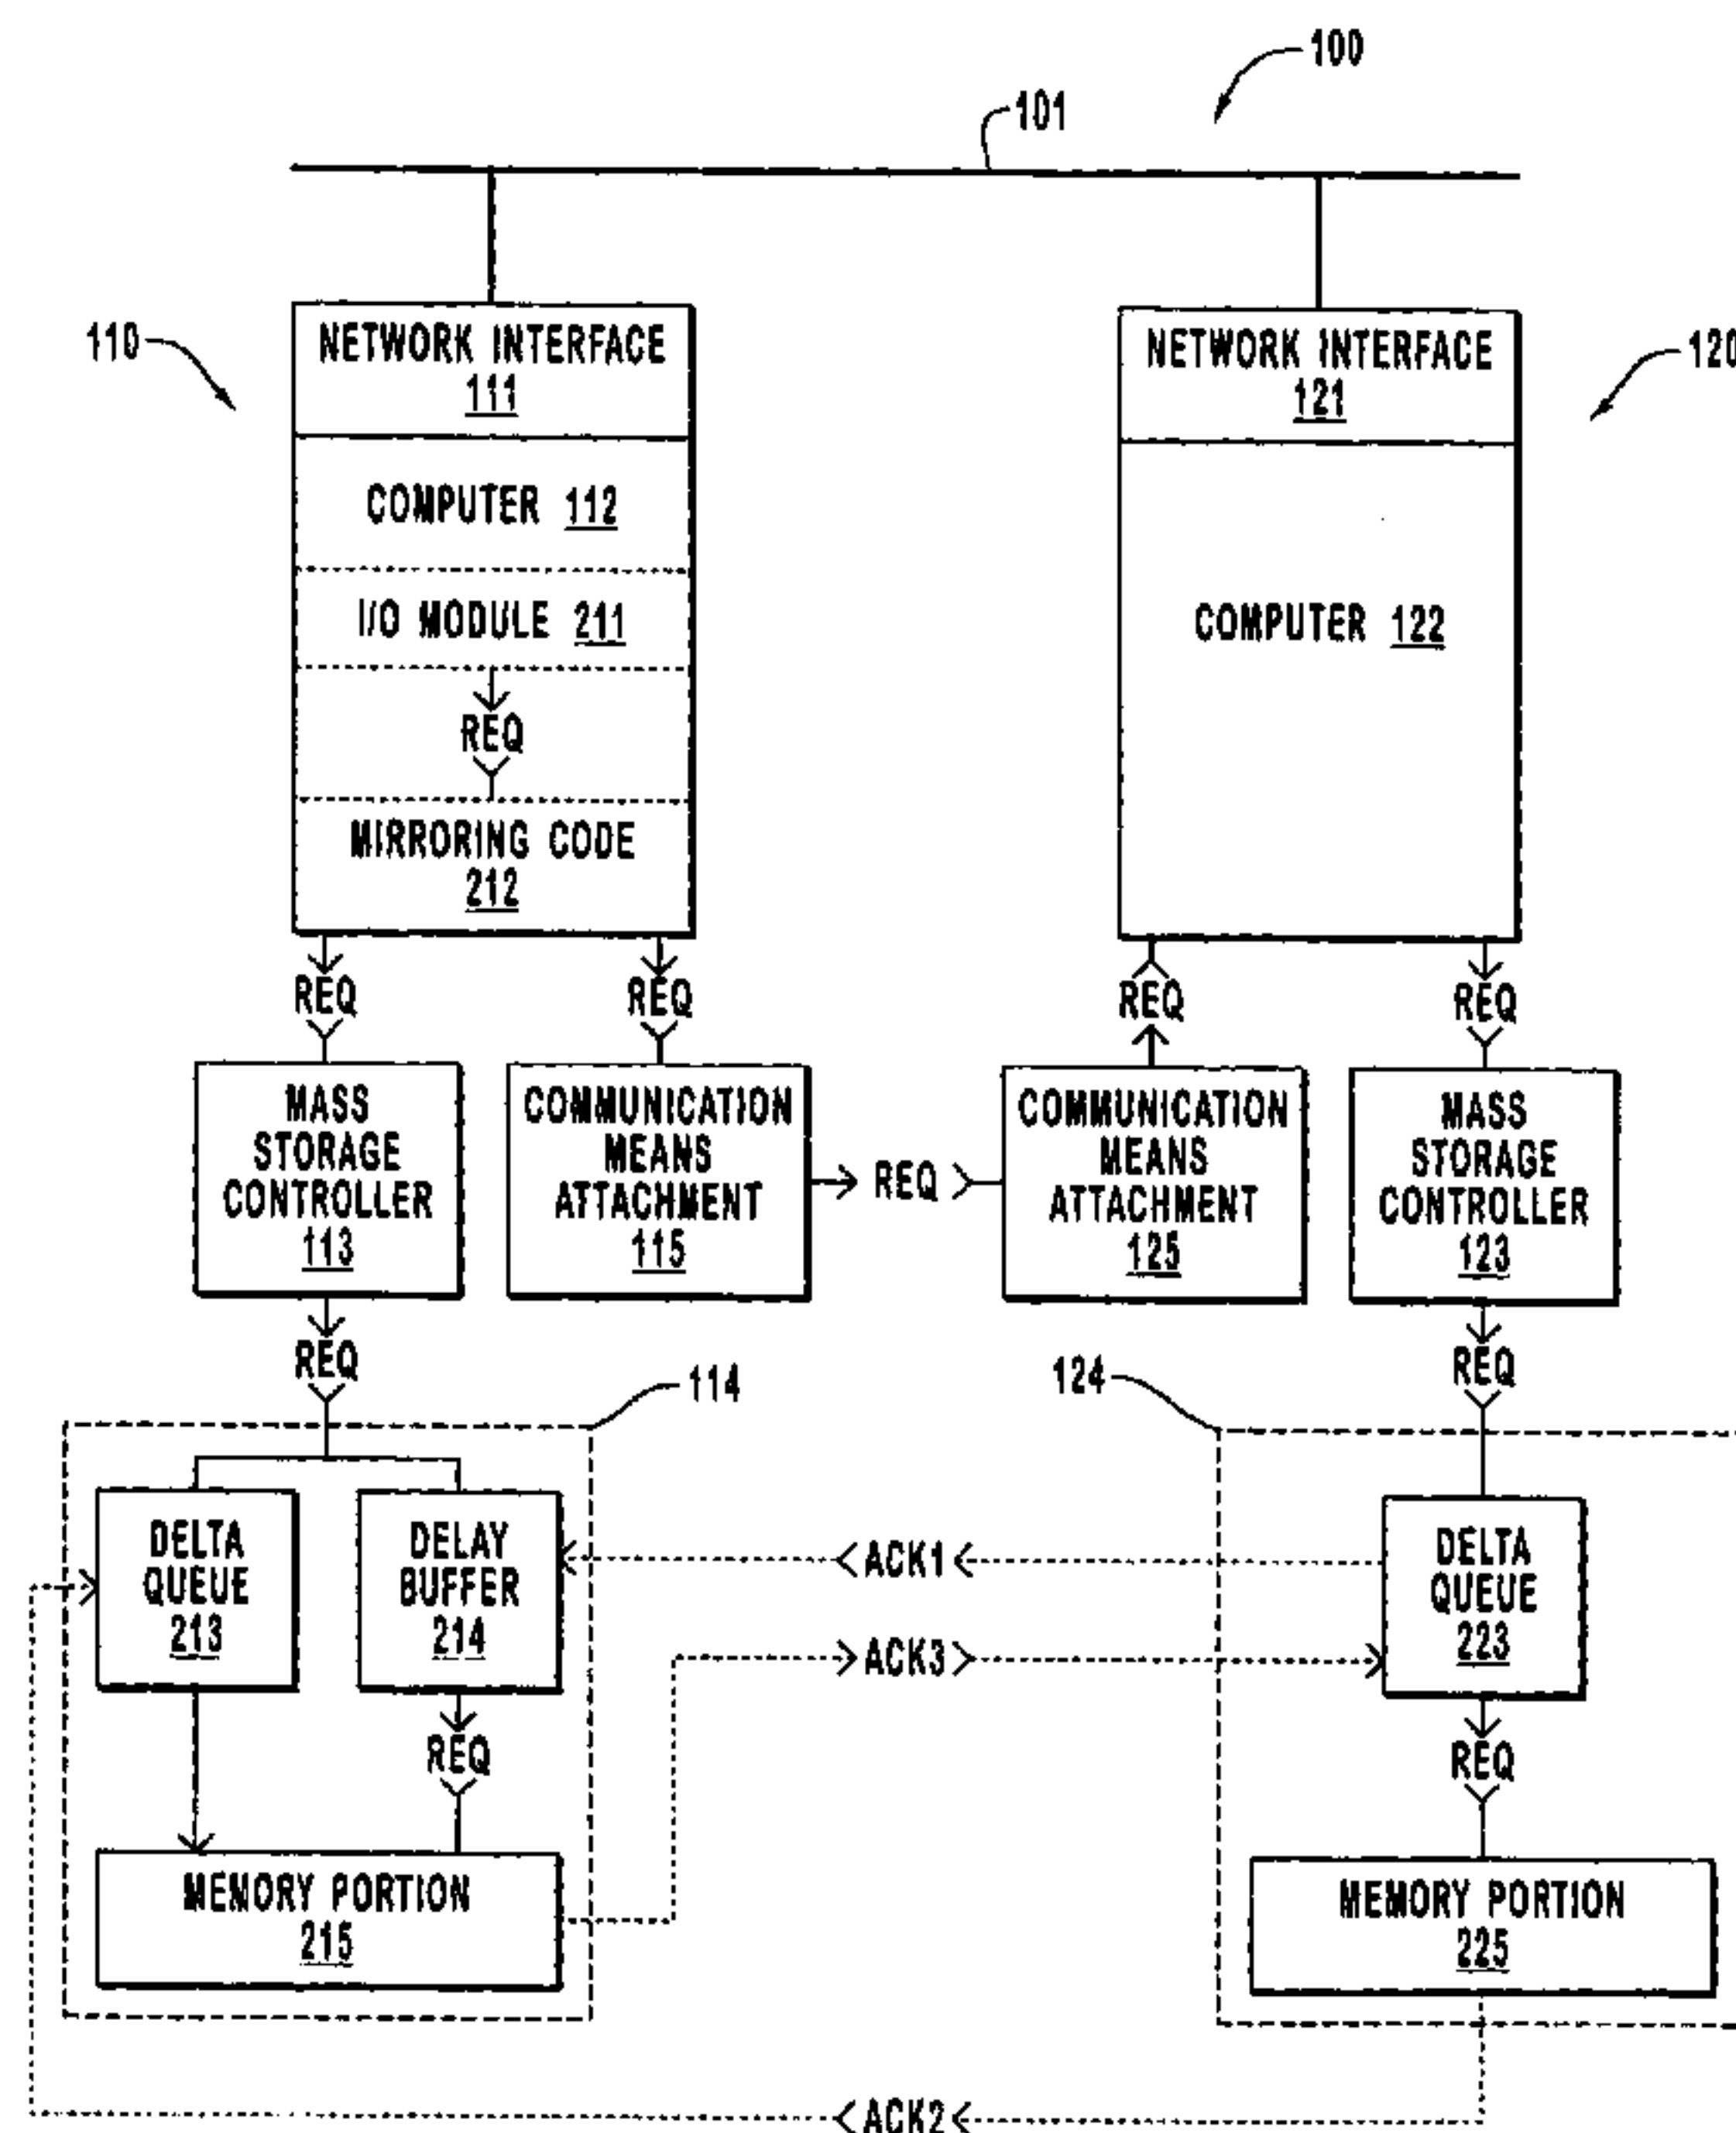 100
101
110
NETWORK INTERFACE
111
NETWORK INTERFACE
121
120
COMPUTER 112
I/O MODULE 211
REQ
MIRRORING CODE
212
COMPUTER 122
REQ
REQ
REQ
REQ
MASS
STORAGE
CONTROLLER
113
COMMUNICATION
MEANS
ATTACHMENT
115
REQ
COMMUNICATION
MEANS
ATTACHMENT
125
MASS
STORAGE
CONTROLLER
123
REQ
114
124
REQ
DELTA
QUEUE
213
DELAY
BUFFER
214
ACK1
ACK3
DELTA
QUEUE
223
REQ
REQ
MEMORY PORTION
215
MEMORY PORTION
225
ACK2